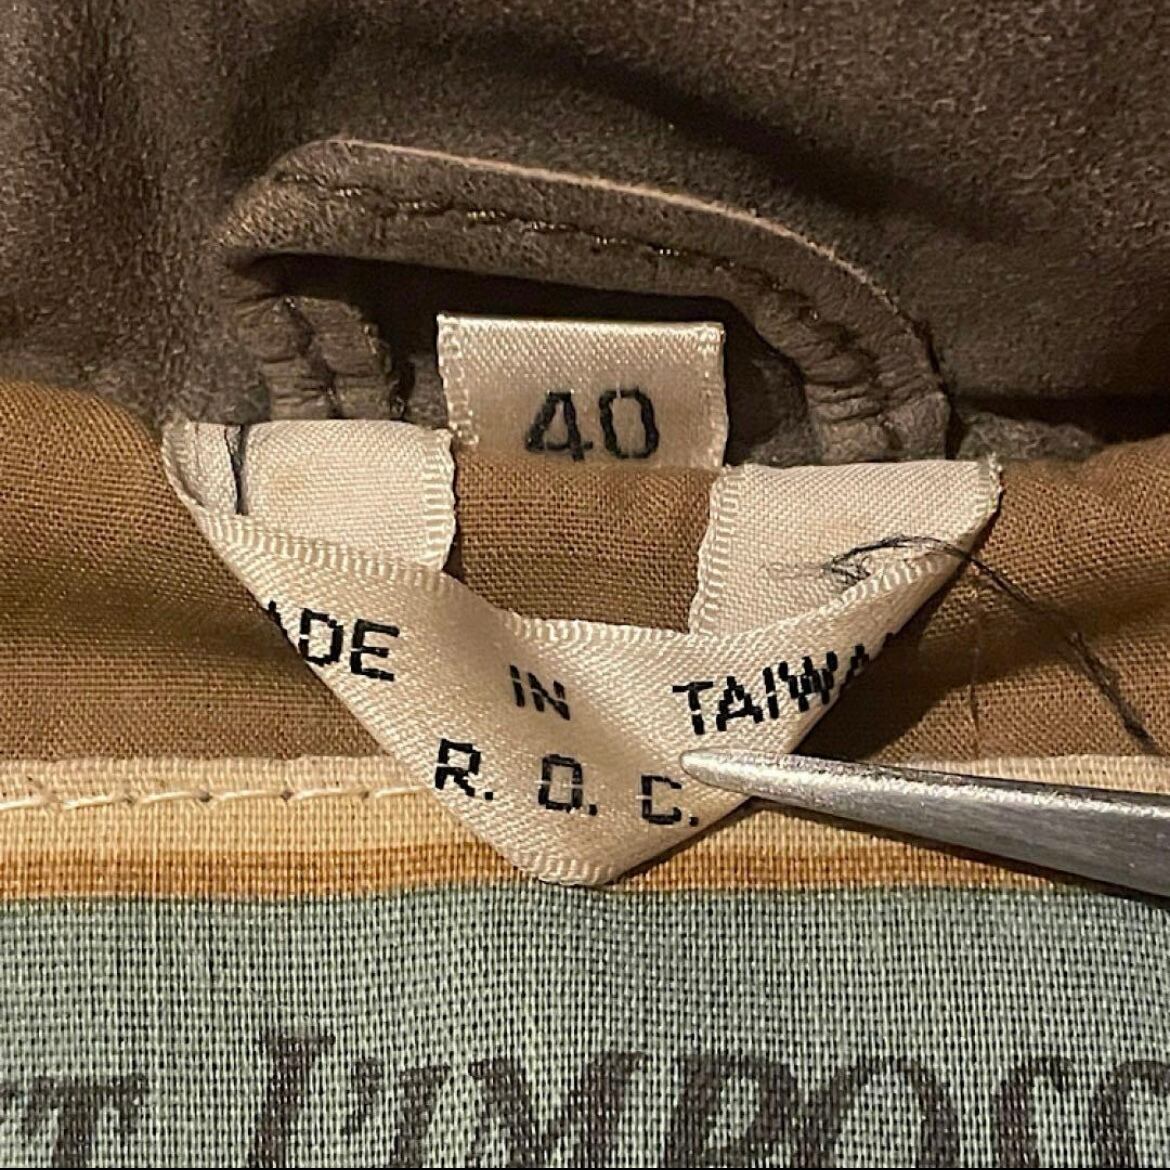 40
ADE IN TAIWA
R. O. C.